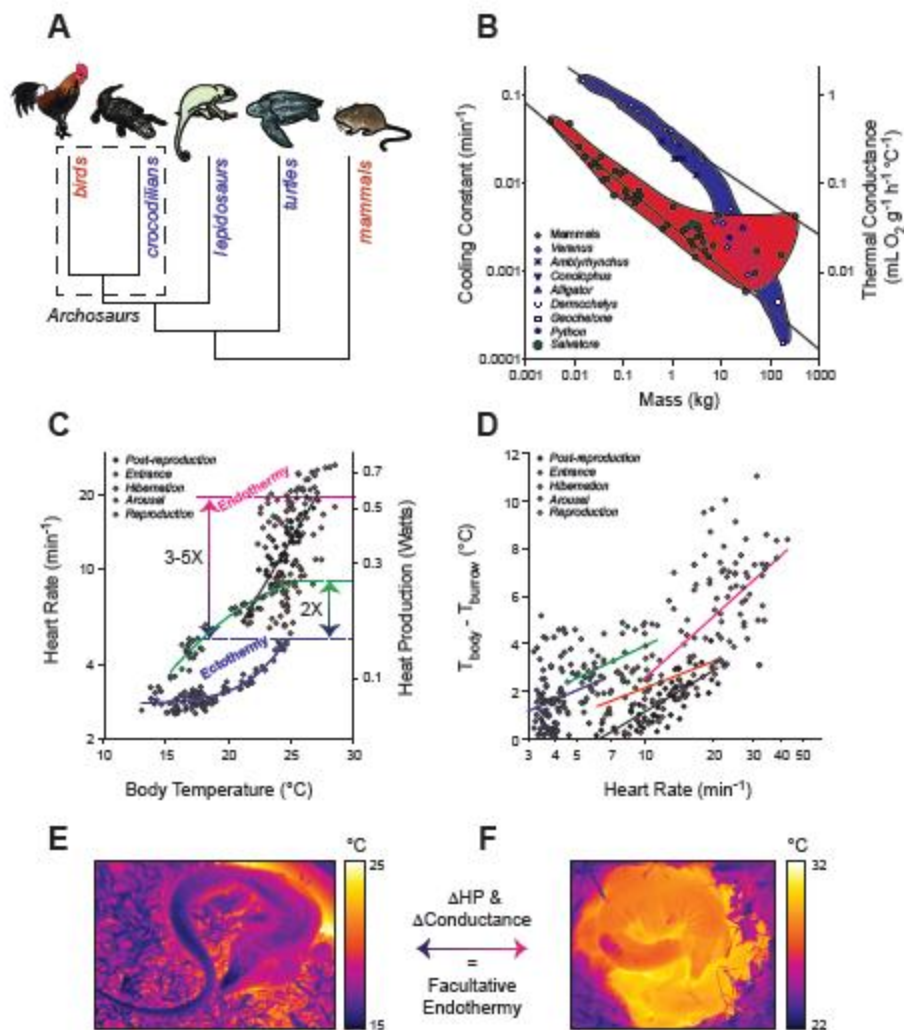 A
birds
crocodilians
lepidosaurs
turtles
mammals
Archosaurs
B
Cooling Constant (min⁻¹)
0.1
0.01
0.001
0.0001
Mammals
Varanus
Amblyrhynchus
Conolophus
Alligator
Dermochelys
Geochelone
Python
Salvatore
0.001
0.01
0.1
1
10
100
1000
Mass (kg)
1
0.1
0.01
Thermal Conductance
(mL O₂ g⁻¹ h⁻¹ °C⁻¹)
C
Heart Rate (min⁻¹)
20
10
4
2
Post-reproduction
Entrance
Hibernation
Arousal
Reproduction
Endothermy
3-5X
2X
Ectothermy
10
15
20
25
30
Body Temperature (°C)
0.7
0.5
0.3
0.1
Heat Production (Watts)
D
T body - T burrow (°C)
12
10
8
6
4
2
0
Post-reproduction
Entrance
Hibernation
Arousal
Reproduction
3
4
5
7
10
20
30
40
50
Heart Rate (min⁻¹)
E
°C
25
15
ΔHP &
ΔConductance
=
Facultative
Endothermy
F
°C
32
22